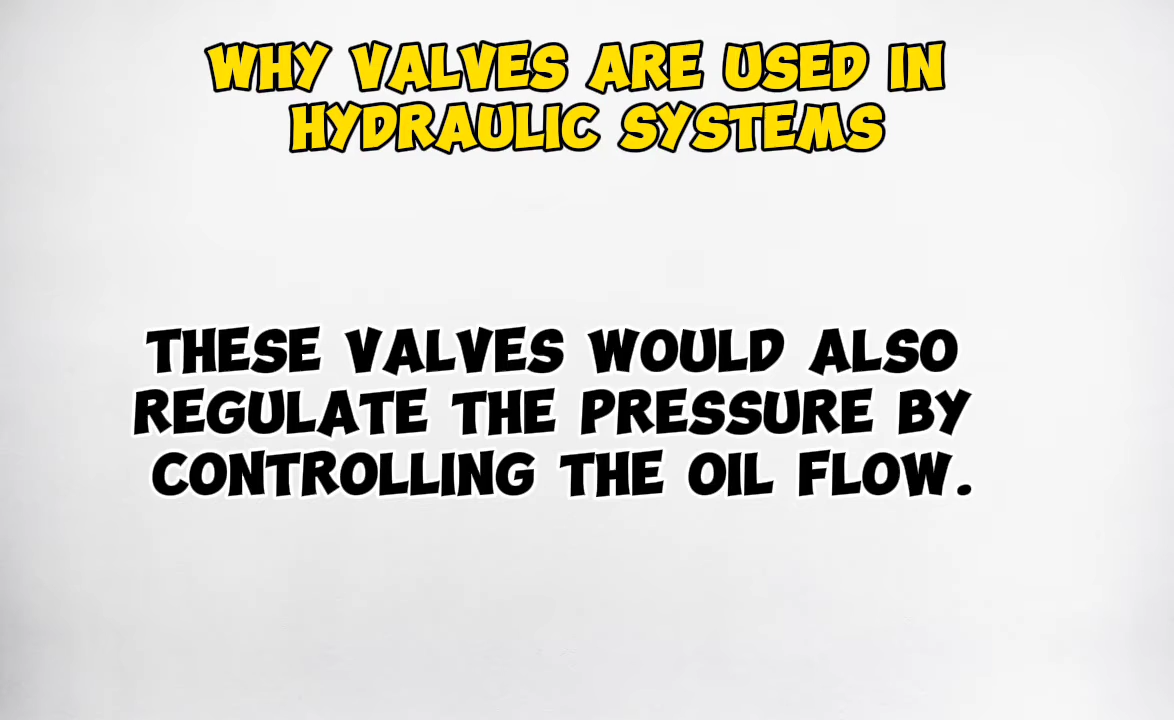 WHY VALVES ARE USED IN
HYDRAULIC SYSTEMS
THESE VALVES WOULD ALSO
REGULATE THE PRESSURE BY
CONTROLLING THE OIL FLOW.